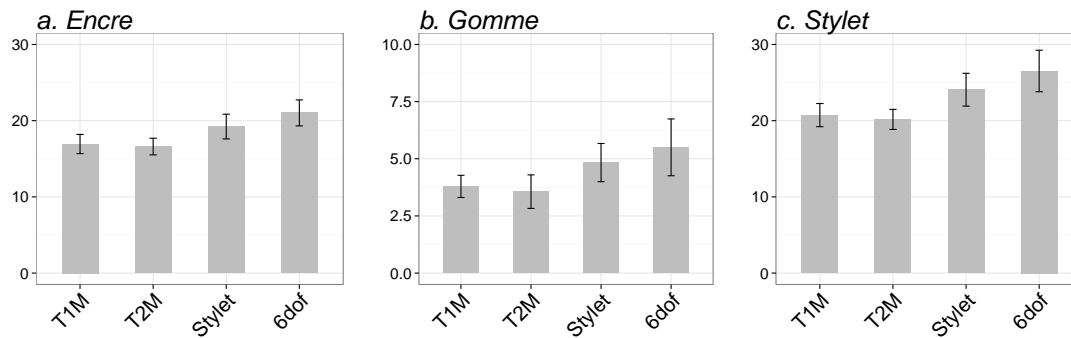 a. Encre
30
20
10
0
T1M
T2M
Stylet
6dof
b. Gomme
10.0
7.5
5.0
2.5
0.0
T1M
T2M
Stylet
6dof
c. Stylet
30
20
10
0
T1M
T2M
Stylet
6dof